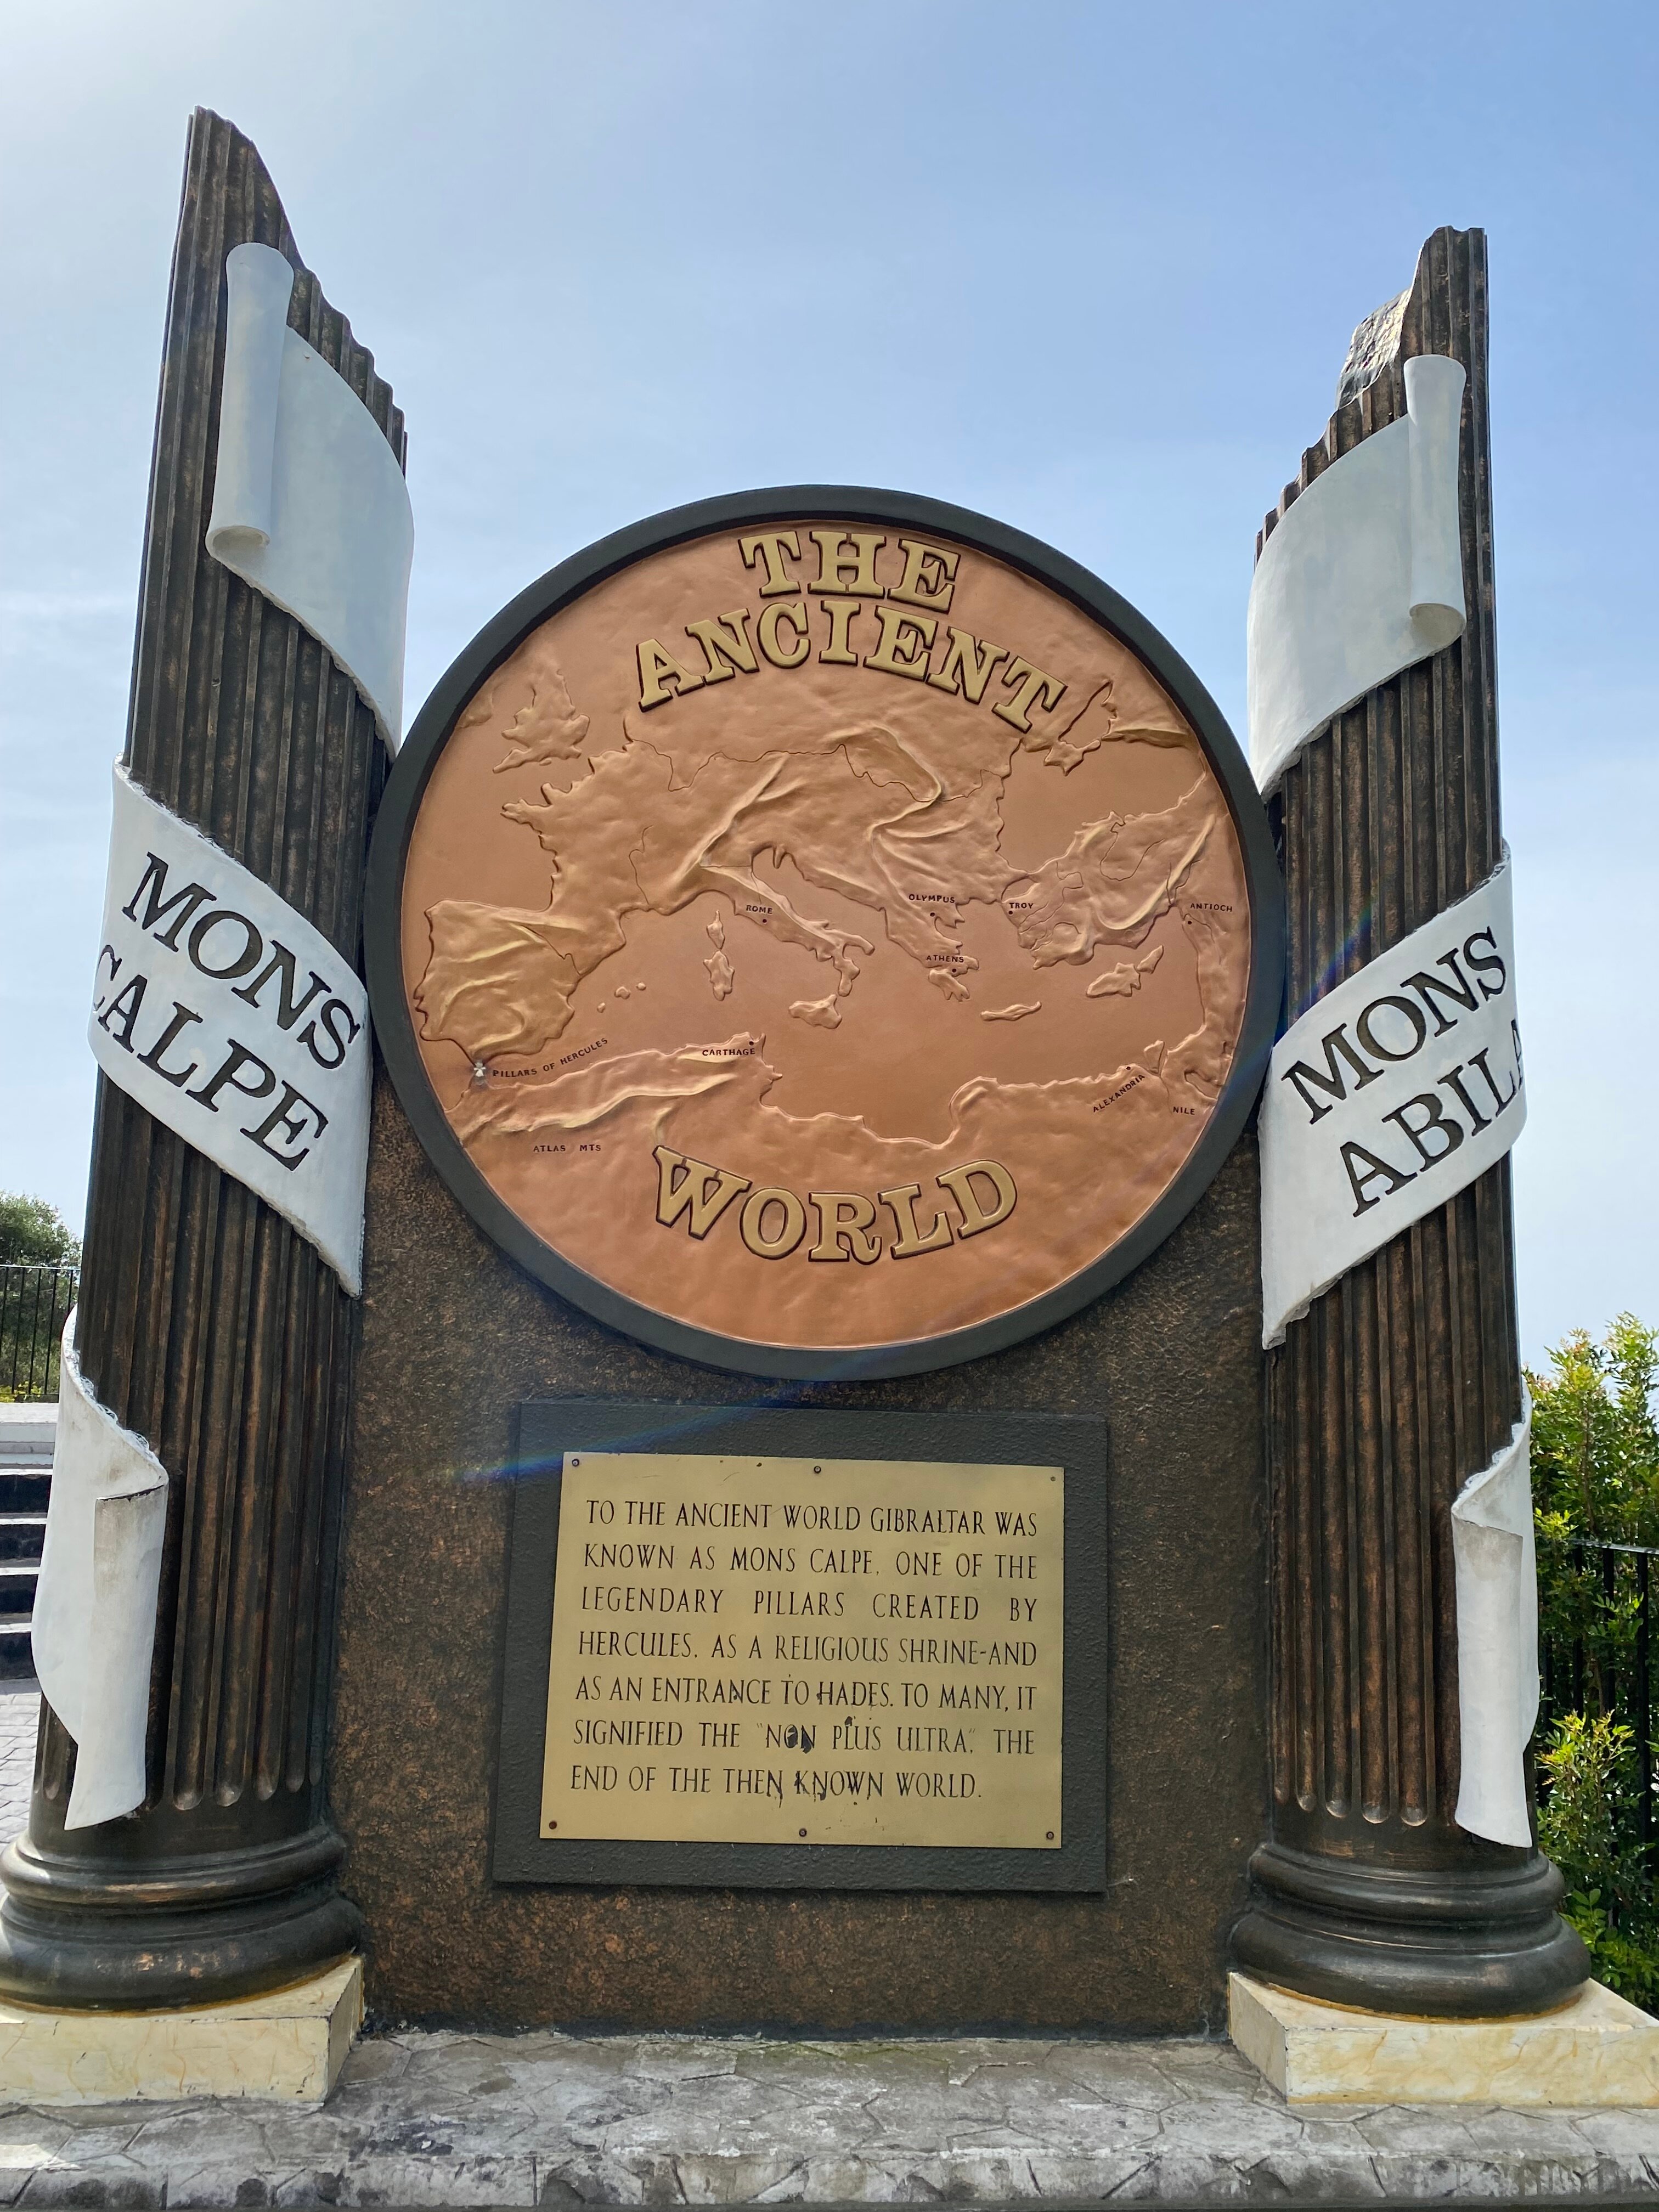 THE
ANCIENT
MONS
CALPE
MONS
ABILA
OLYMPUS
TROY
ANTIOCH
ROME
ATHENS
PILLARS OF HERCULES
CARTHAGE
ALEXANDRIA
NILE
ATLAS MTS
WORLD
TO THE ANCIENT WORLD GIBRALTAR WAS
KNOWN AS MONS CALPE, ONE OF THE
LEGENDARY PILLARS CREATED BY
HERCULES. AS A RELIGIOUS SHRINE-AND
AS AN ENTRANCE TO HADES. TO MANY, IT
SIGNIFIED THE "NON PLUS ULTRA". THE
END OF THE THEN KNOWN WORLD.